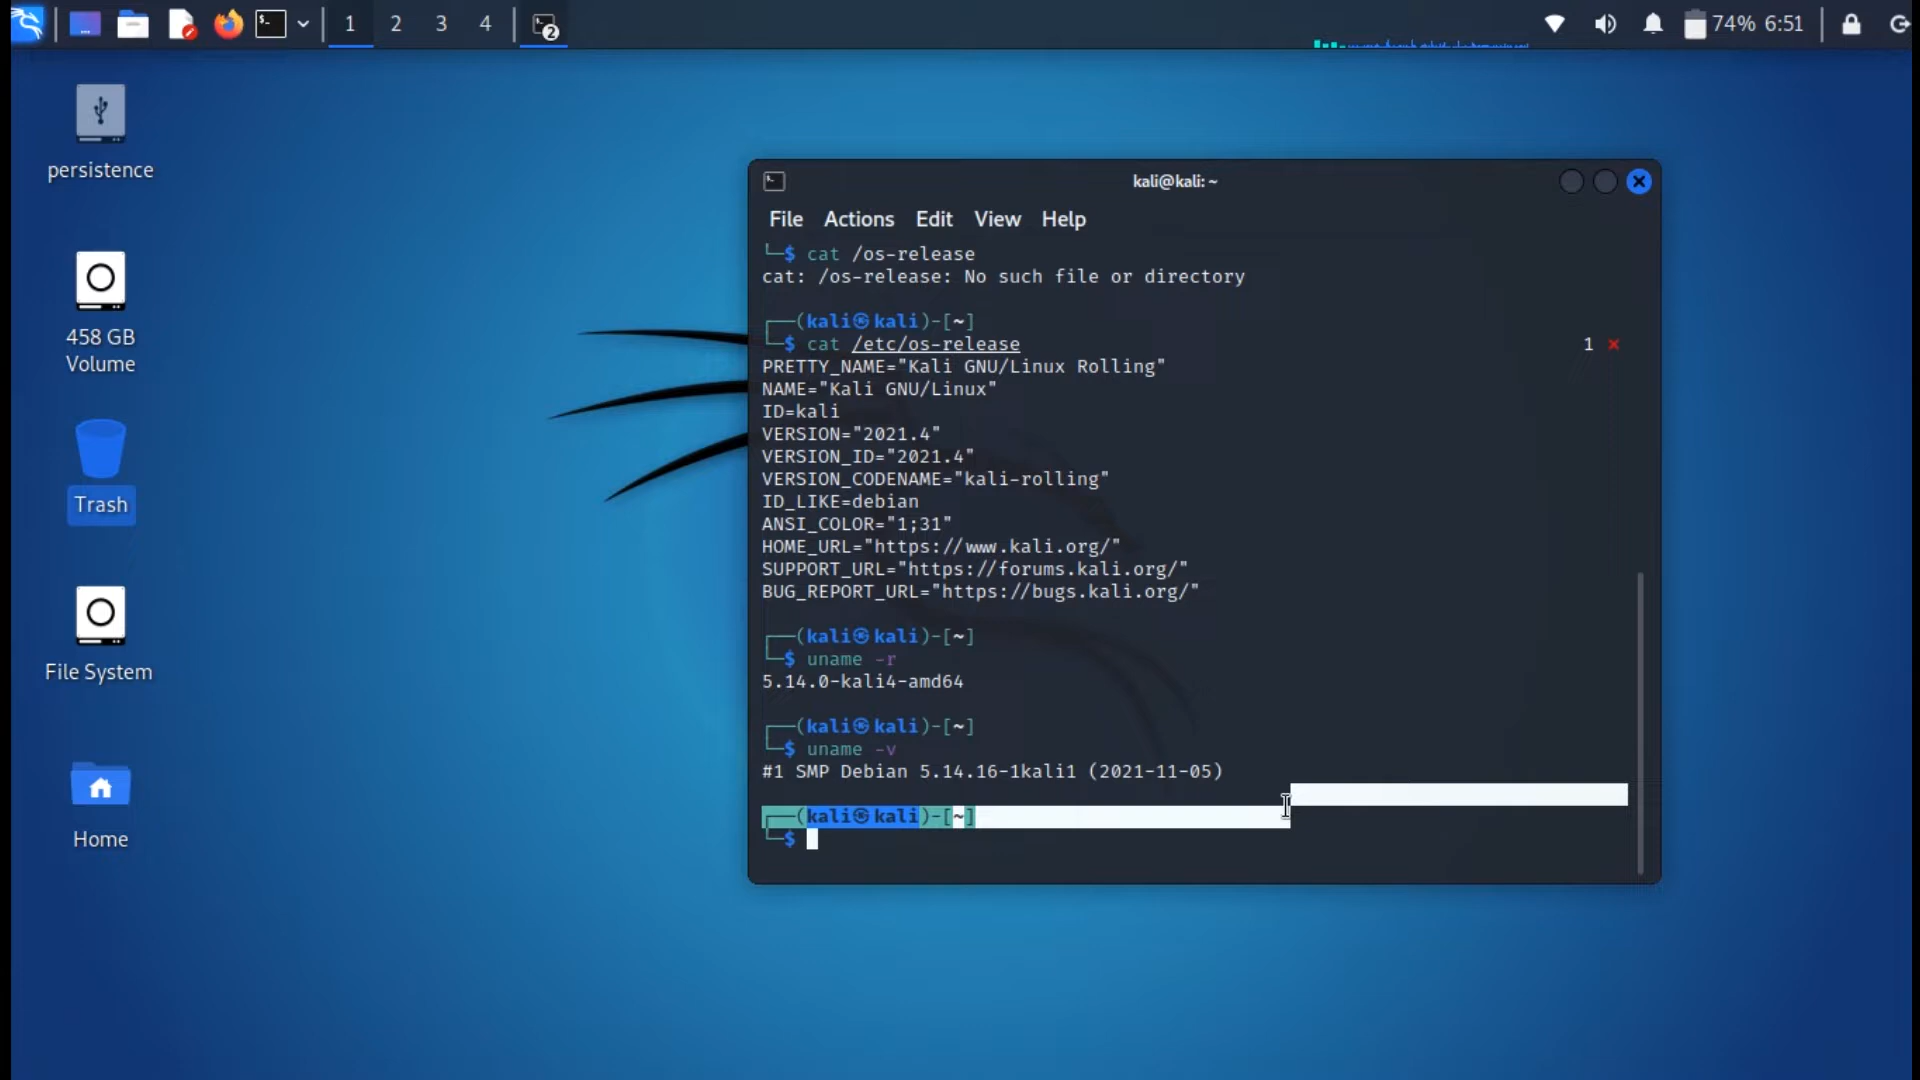 1 2 3 4 2 74% 6:51
persistence
458 GB
Volume
Trash
File System
Home
kali@kali: ~
File Actions Edit View Help
└─$ cat /os-release
cat: /os-release: No such file or directory
┌──(kali㉿kali)-[~]
└─$ cat /etc/os-release 1 ⨯
PRETTY_NAME="Kali GNU/Linux Rolling"
NAME="Kali GNU/Linux"
ID=kali
VERSION="2021.4"
VERSION_ID="2021.4"
VERSION_CODENAME="kali-rolling"
ID_LIKE=debian
ANSI_COLOR="1;31"
HOME_URL="https://www.kali.org/"
SUPPORT_URL="https://forums.kali.org/"
BUG_REPORT_URL="https://bugs.kali.org/"
┌──(kali㉿kali)-[~]
└─$ uname -r
5.14.0-kali4-amd64
┌──(kali㉿kali)-[~]
└─$ uname -v
#1 SMP Debian 5.14.16-1kali1 (2021-11-05)
┌──(kali㉿kali)-[~]
└─$